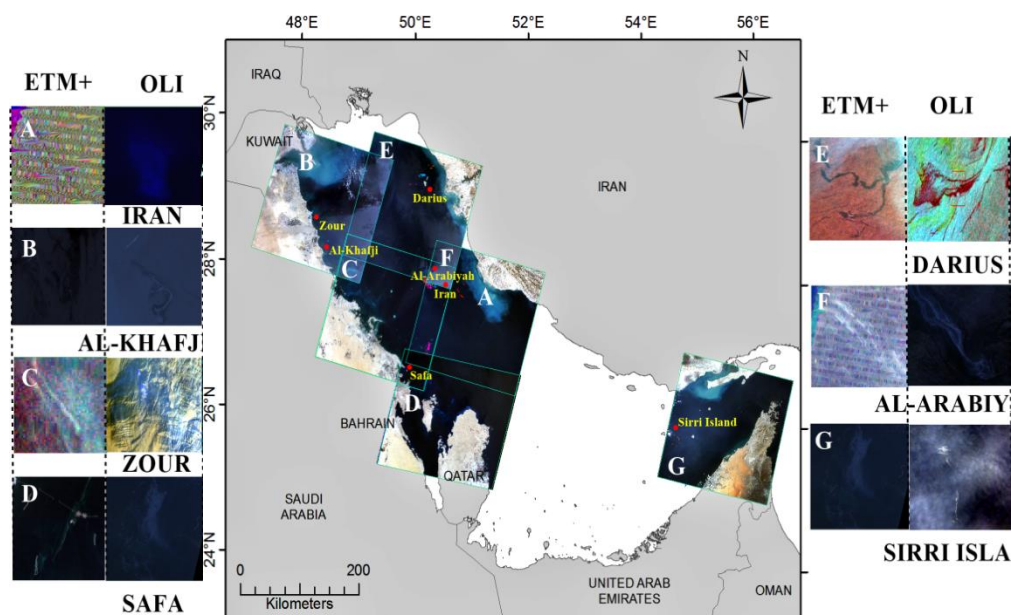 ETM+ OLI
A
IRAN
B
AL-KHAFJ
C
ZOUR
D
SAFA
48°E 50°E 52°E 54°E 56°E
30°N
28°N
26°N
24°N
N
IRAQ
KUWAIT
IRAN
B
E
Darius
Zour
Al-Khafji
C
F
Al-Arabiyah
Iran
A
Safa
D
BAHRAIN
QATAR
SAUDI
ARABIA
Sirri Island
G
UNITED ARAB
EMIRATES
OMAN
0 200
Kilometers
ETM+ OLI
E
DARIUS
F
AL-ARABIY
G
SIRRI ISLA